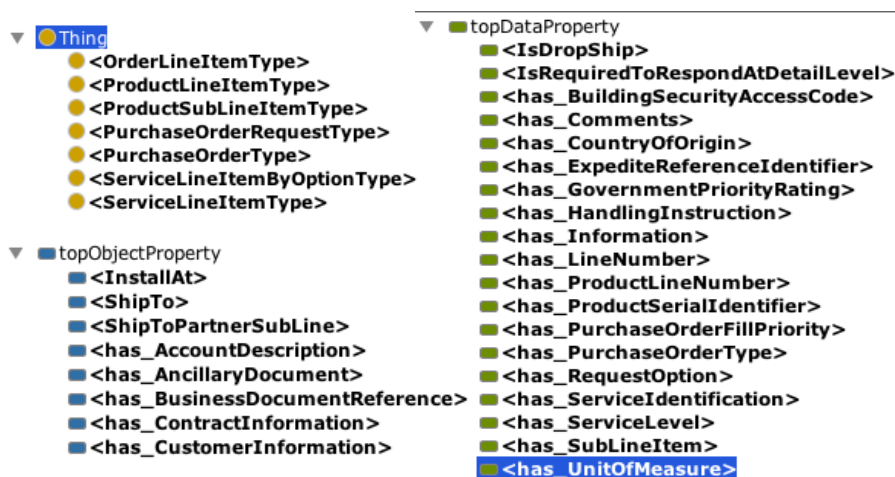 Thing
<OrderLineItemType>
<ProductLineItemType>
<ProductSubLineItemType>
<PurchaseOrderRequestType>
<PurchaseOrderType>
<ServiceLineItemByOptionType>
<ServiceLineItemType>
topObjectProperty
<InstallAt>
<ShipTo>
<ShipToPartnerSubLine>
<has_AccountDescription>
<has_AncillaryDocument>
<has_BusinessDocumentReference>
<has_ContractInformation>
<has_CustomerInformation>
topDataProperty
<IsDropShip>
<IsRequiredToRespondAtDetailLevel>
<has_BuildingSecurityAccessCode>
<has_Comments>
<has_CountryOfOrigin>
<has_ExpediteReferenceIdentifier>
<has_GovernmentPriorityRating>
<has_HandlingInstruction>
<has_Information>
<has_LineNumber>
<has_ProductLineNumber>
<has_ProductSerialIdentifier>
<has_PurchaseOrderFillPriority>
<has_PurchaseOrderType>
<has_RequestOption>
<has_ServiceIdentification>
<has_ServiceLevel>
<has_SubLineItem>
<has_UnitOfMeasure>